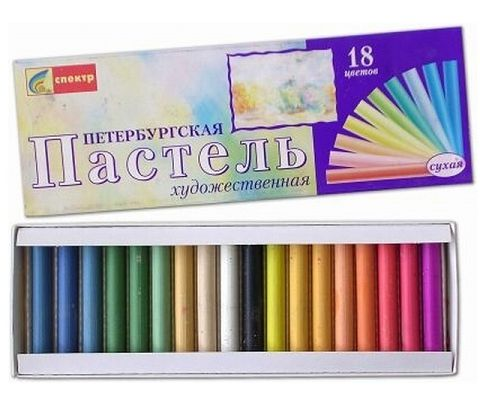 спектр
18
цветов
ПЕТЕРБУРГСКАЯ
Пастель
художественная
сухая